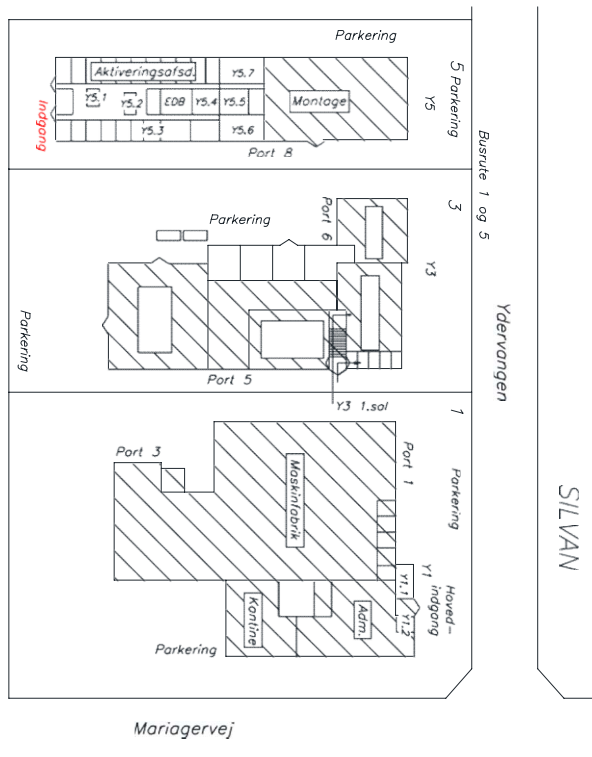 Parkering
Aktiveringsafsd.
Y5.7
Y5.1
Y5.2
EDB
Y5.4
Y5.5
Montage
Y5.3
Y5.6
Port 8
Indgang
5
Parkering
Y5
Busrute 1 og 5
3
Y3
Port 6
Parkering
Parkering
Port 5
Y3 1.sal
Ydervangen
1
Port 3
Port 1
Parkering
Maskinfabrik
Y1
Hoved-
indgang
Y1.1
Y1.2
Kantine
Adm.
Parkering
SILVAN
Mariagervej